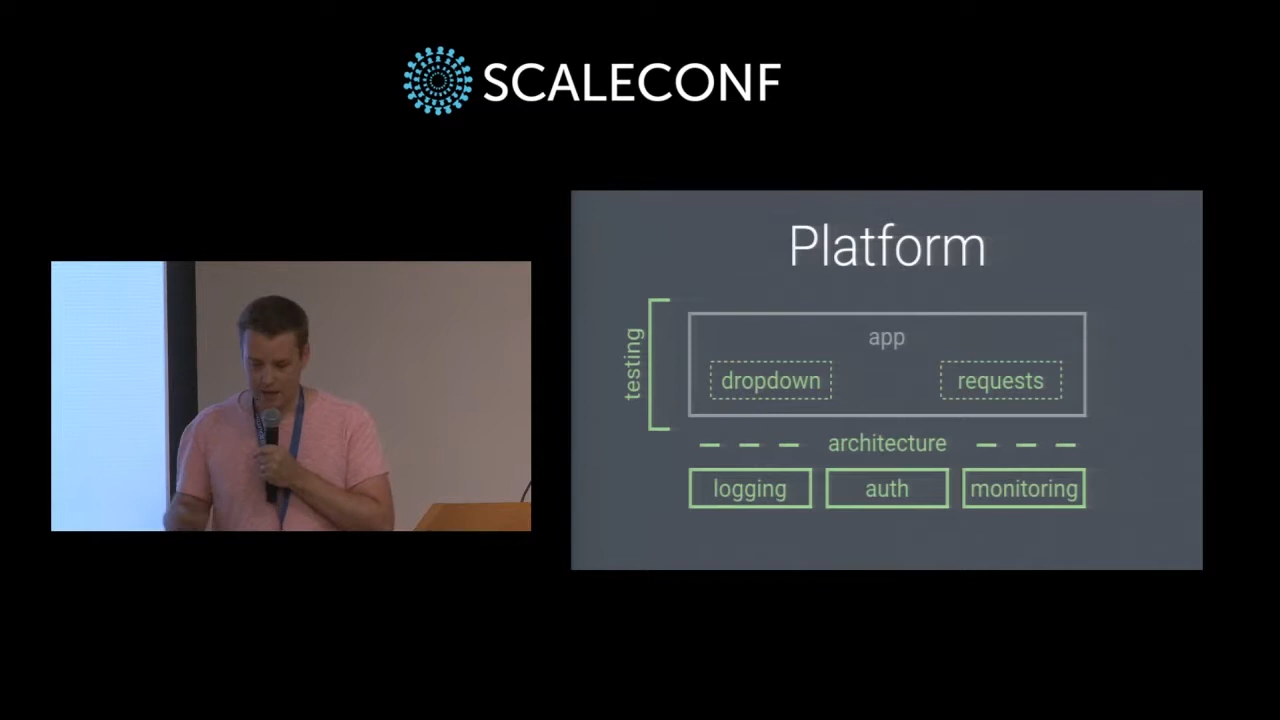 SCALECONF
Platform
testing
app
dropdown
requests
architecture
logging
auth
monitoring